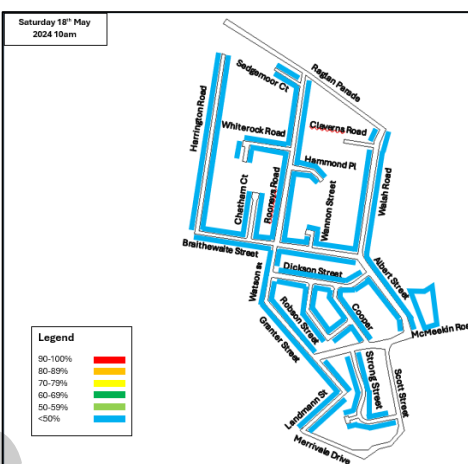 Saturday 18th May
2024 10am
Raglan Parade
Sedgemoor Ct
Harrington Road
Whiterock Road
Claverns Road
Hammond Pl
Rooneys Road
Chatham Ct
Wannon Street
Walsh Road
Braithewaite Street
Watson st
Dickson Street
Albert Street
Robson Street
Cooper
Granter Street
McMeekin Roa
Strong Street
Scott Street
Landmann St
Merrivale Drive
Legend
90-100%
80-89%
70-79%
60-69%
50-59%
<50%